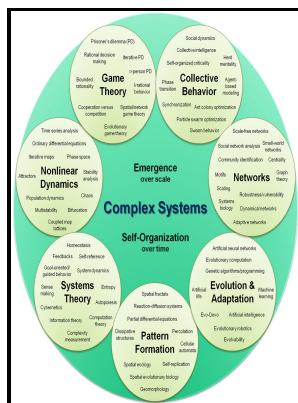 Prisoner's dilemma (PD)
Rational decision
making
Iterative PD
n-person PD
Bounded
rationality
Game
Theory
Irrational
behavior
Cooperation versus
competition
Spatial/network
game theory
Evolutionary
game theory
Social dynamics
Collective intelligence
Self-organized criticality
Herd
mentality
Phase
transition
Collective
Behavior
Agent-
based
modeling
Synchronization
Ant colony optimization
Particle swarm optimization
Swarm behavior
Time series analysis
Ordinary differential equations
Iterative maps
Phase space
Attractors
Nonlinear
Dynamics
Stability
analysis
Population dynamics
Chaos
Multistability
Bifurcation
Coupled map
lattices
Scale-free networks
Social network analysis
Small-world
networks
Community identification
Centrality
Motifs
Networks
Graph
theory
Scaling
Robustness/vulnerability
Systems
biology
Dynamical networks
Adaptive networks
Emergence
over scale
Complex Systems
Self-Organization
over time
Homeostasis
Feedbacks
Self-reference
Goal-oriented/
guided behavior
System dynamics
Sense
making
Systems
Theory
Entropy
Cybernetics
Autopoiesis
Information theory
Computation
theory
Complexity
measurement
Artificial neural networks
Evolutionary computation
Genetic algorithms/programming
Artificial
life
Evolution &
Adaptation
Machine
learning
Evo-Devo
Artificial intelligence
Evolutionary robotics
Evolvability
Spatial fractals
Reaction-diffusion systems
Partial differential equations
Dissipative
structures
Pattern
Formation
Percolation
Cellular
automata
Spatial ecology
Self-replication
Spatial evolutionary biology
Geomorphology